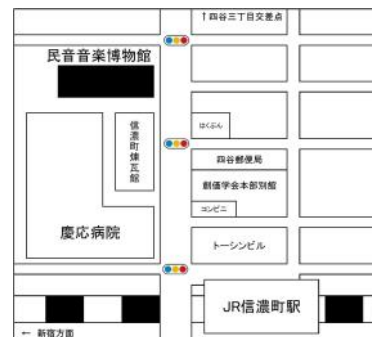 ↑四谷三丁目交差点
民音音楽博物館
はくぶん
信濃町煉瓦館
四谷郵便局
創価学会本部別館
コンビニ
慶応病院
トーシンビル
JR信濃町駅
← 新宿方面